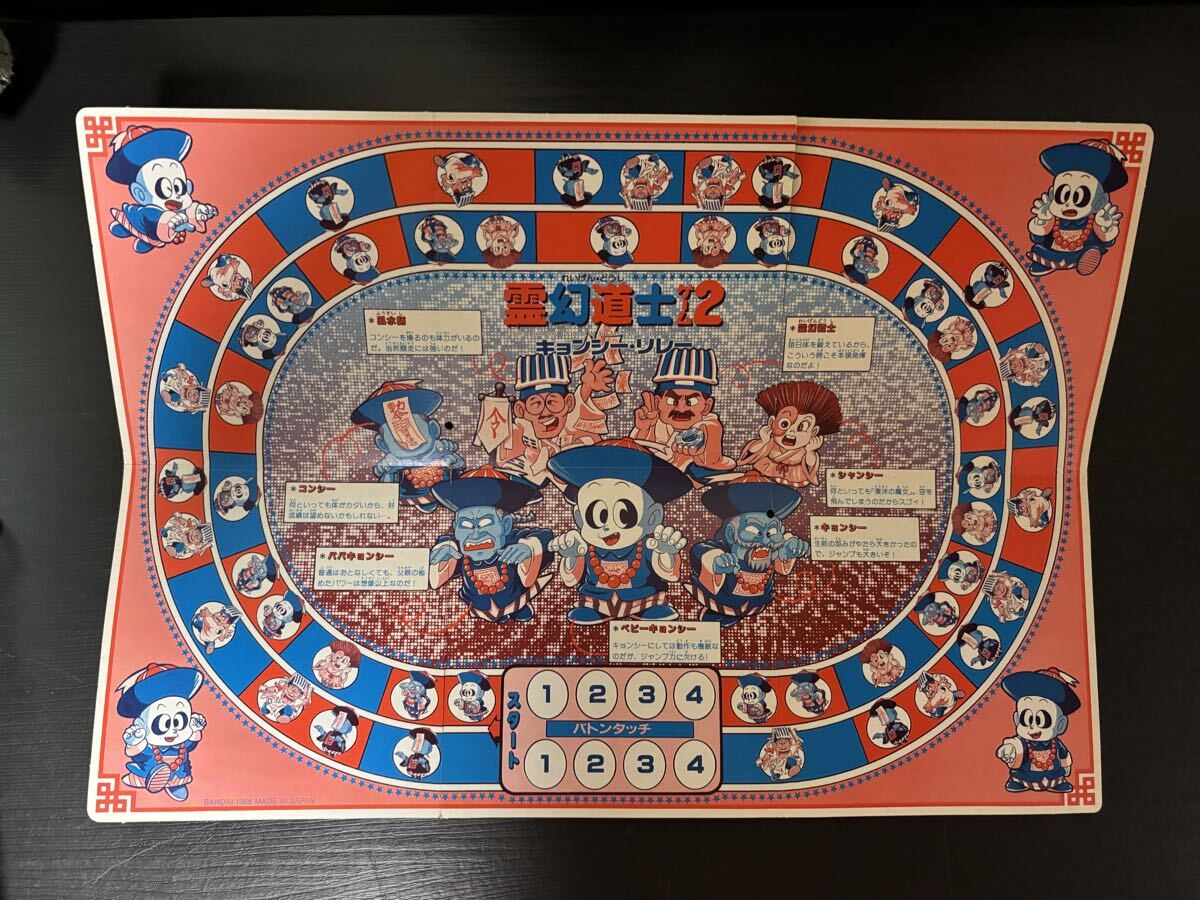 れいげんどうし
霊幻道士ゲーム2
キョンシー・リレー
＊風水師
コンシーを操るのも体力がいるの
だ。当然競走には強いのだ！
＊霊幻道士
毎日体を鍛えているから、
こういう時こそ本領発揮
なのだよ！
＊コンシー
何といっても体がカタいから、好
成績は望めないかもしれない…。
＊シャンシー
何といっても「東洋の魔女」。空を
飛んでしまうのだからスゴイ！
＊パパキョンシー
普通はおとなしくても、父親の秘
めたパワーは想像以上なのだ！
＊キョンシー
生前の恨みがやたら大きかったの
で、ジャンプも大きいぞ！
＊ベビーキョンシー
キョンシーにしては動作も機敏な
のだが、ジャンプ力に欠ける！
スタート
1 2 3 4
バトンタッチ
1 2 3 4
BANDAI 1988 MADE IN JAPAN